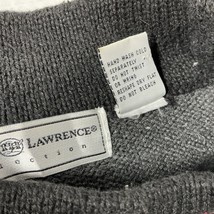 HAND WASH COLD
SEPARATELY
DO NOT TWIST
OR WRING
RESHAPE DRY FLAT
DO NOT BLEACH
LAWRENCE®